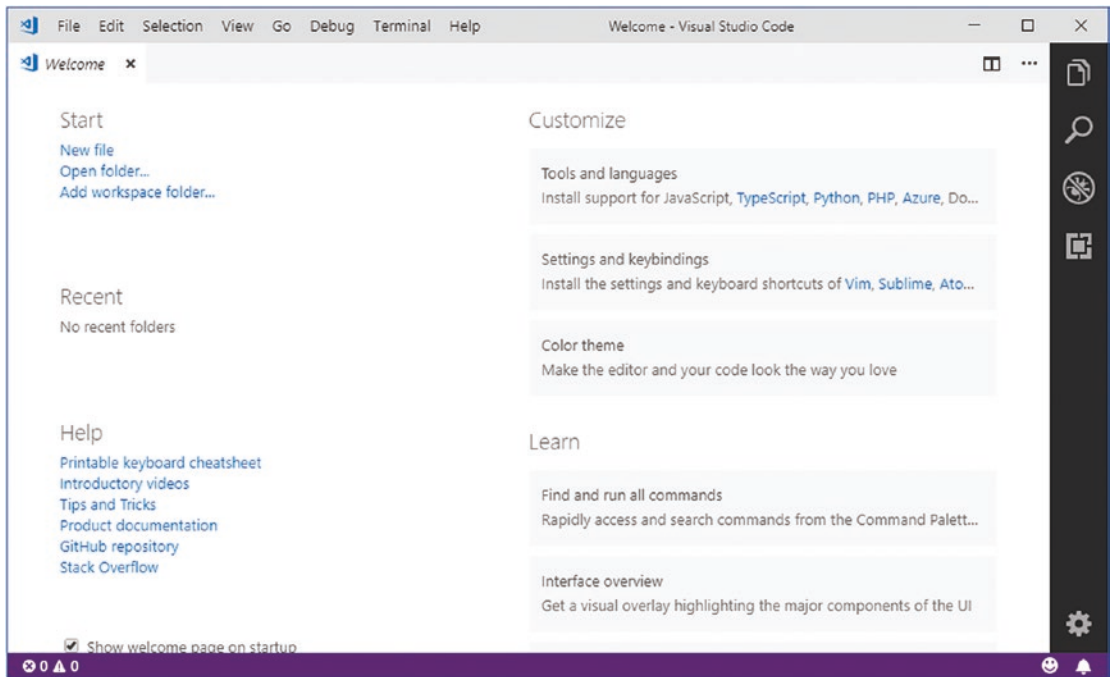 File Edit Selection View Go Debug Terminal Help Welcome - Visual Studio Code
Welcome
Start
New file
Open folder...
Add workspace folder...
Recent
No recent folders
Help
Printable keyboard cheatsheet
Introductory videos
Tips and Tricks
Product documentation
GitHub repository
Stack Overflow
Show welcome page on startup
Customize
Tools and languages
Install support for JavaScript, TypeScript, Python, PHP, Azure, Do...
Settings and keybindings
Install the settings and keyboard shortcuts of Vim, Sublime, Ato...
Color theme
Make the editor and your code look the way you love
Learn
Find and run all commands
Rapidly access and search commands from the Command Palett...
Interface overview
Get a visual overlay highlighting the major components of the UI
0 0